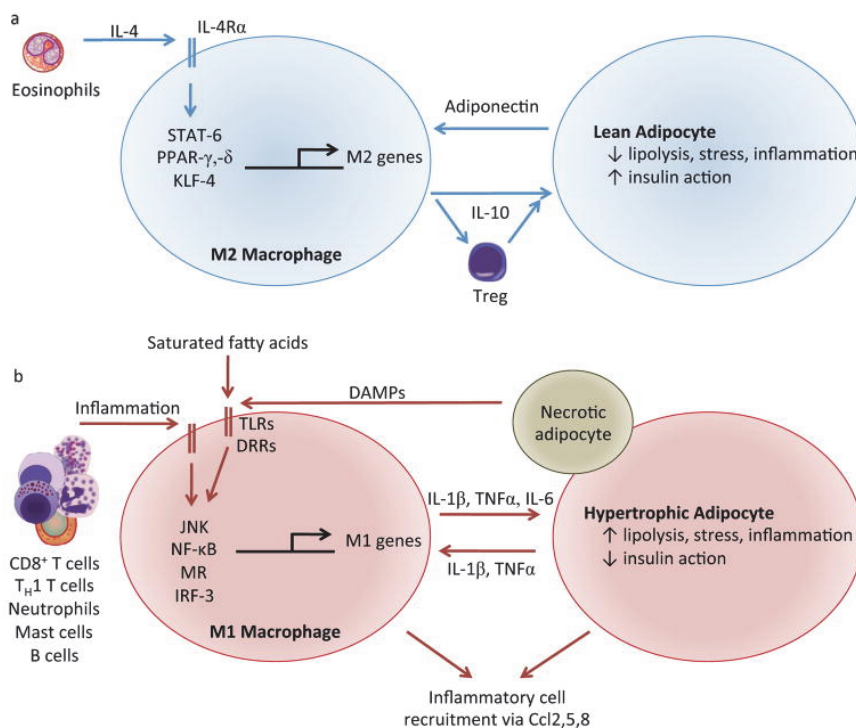 a
IL-4
IL-4Rα
Eosinophils
STAT-6
PPAR-γ,-δ
KLF-4
M2 genes
M2 Macrophage
Adiponectin
IL-10
Treg
Lean Adipocyte
↓ lipolysis, stress, inflammation
↑ insulin action
b
Saturated fatty acids
Inflammation
TLRs
DRRs
DAMPs
Necrotic
adipocyte
CD8⁺ T cells
T_H1 T cells
Neutrophils
Mast cells
B cells
JNK
NF-κB
MR
IRF-3
M1 genes
M1 Macrophage
IL-1β, TNFα, IL-6
IL-1β, TNFα
Hypertrophic Adipocyte
↑ lipolysis, stress, inflammation
↓ insulin action
Inflammatory cell
recruitment via Ccl2,5,8